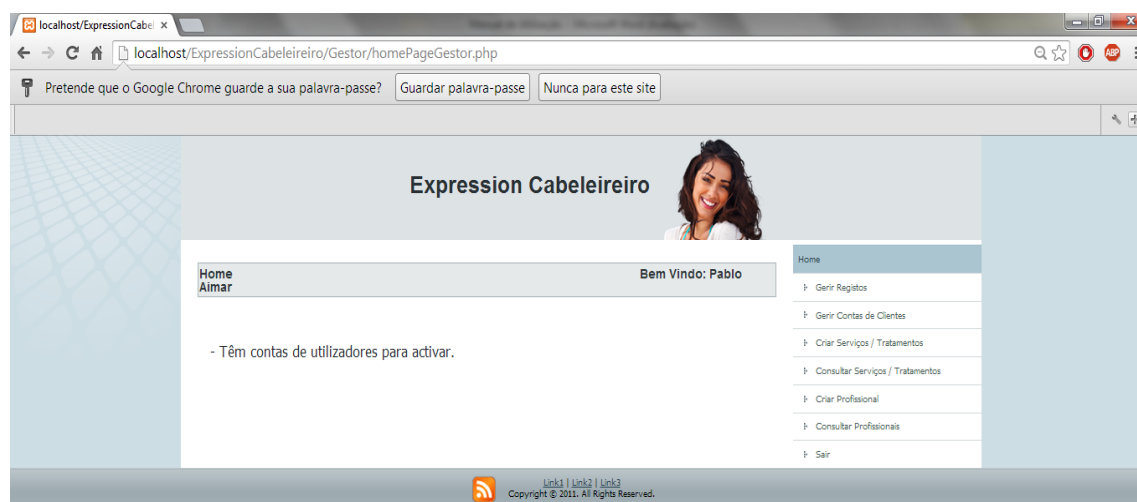 localhost/ExpressionCabel
localhost/ExpressionCabeleireiro/Gestor/homePageGestor.php
ABP
Pretende que o Google Chrome guarde a sua palavra-passe? Guardar palavra-passe Nunca para este site
Expression Cabeleireiro
Home Bem Vindo: Pablo
Aimar
- Têm contas de utilizadores para activar.
Home
Gerir Registos
Gerir Contas de Clientes
Criar Serviços / Tratamentos
Consultar Serviços / Tratamentos
Criar Profissional
Consultar Profissionais
Sair
Link1 | Link2 | Link3
Copyright © 2011. All Rights Reserved.